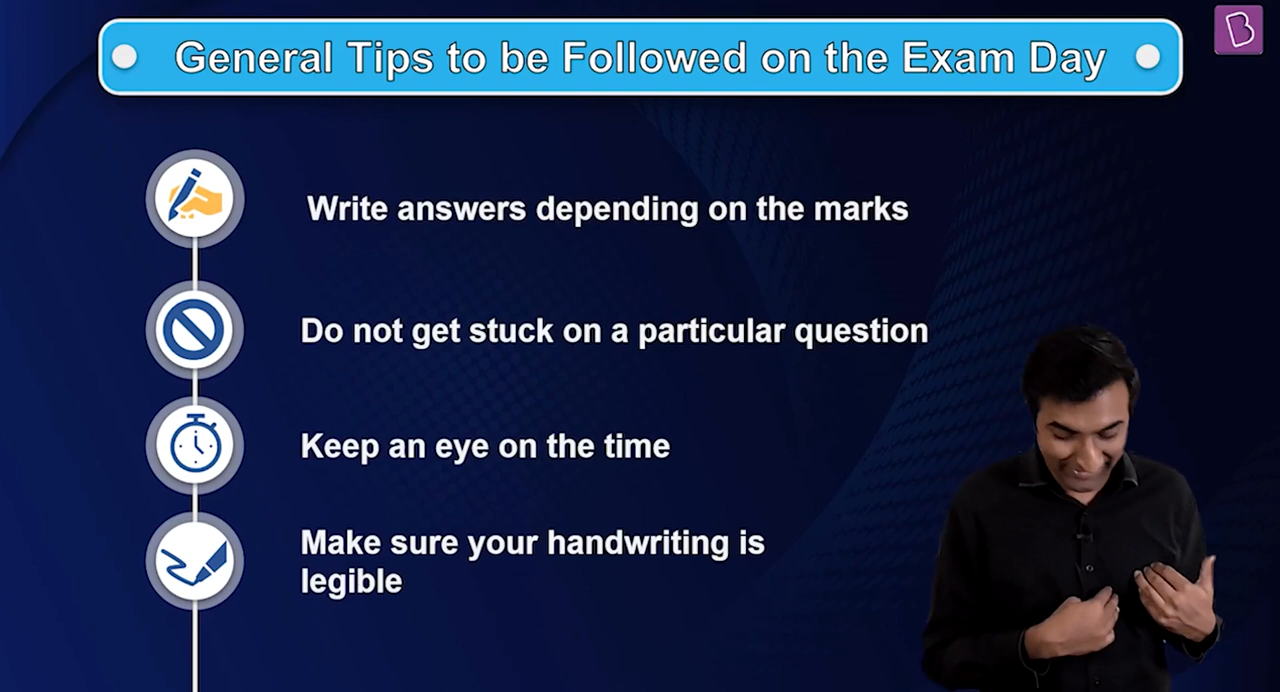 General Tips to be Followed on the Exam Day
Write answers depending on the marks
Do not get stuck on a particular question
Keep an eye on the time
Make sure your handwriting is
legible